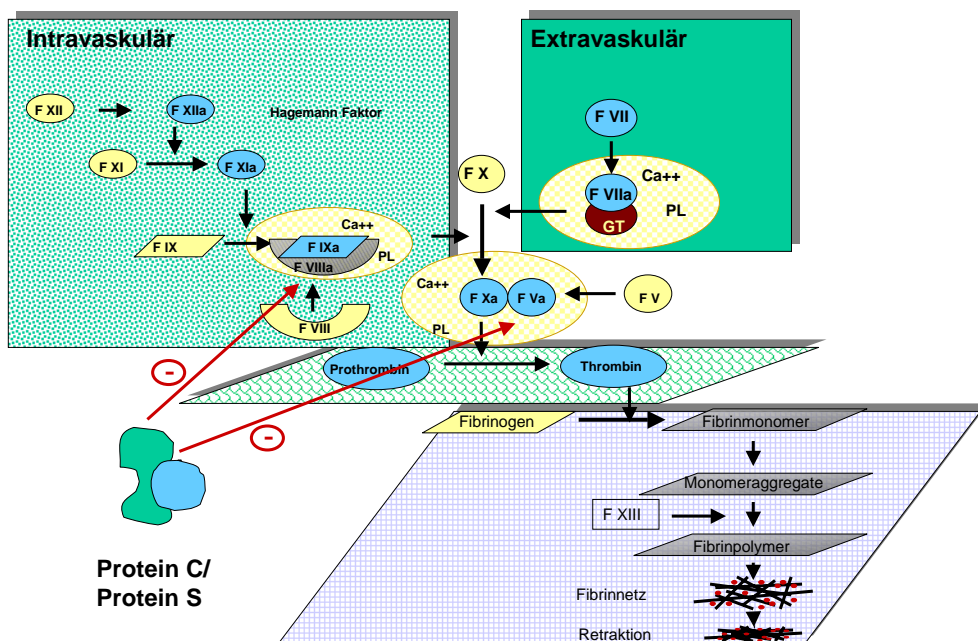 Intravaskulär
Extravaskulär
F XII
F XIIa
Hagemann Faktor
F VII
F XI
F XIa
F X
Ca++
F VIIa
PL
GT
F IX
Ca++
F IXa
PL
F VIIIa
Ca++
F Xa
F Va
F V
F VIII
PL
Prothrombin
Thrombin
-
-
Fibrinogen
Fibrinmonomer
Monomeraggregate
F XIII
Fibrinpolymer
Protein C/
Protein S
Fibrinnetz
Retraktion